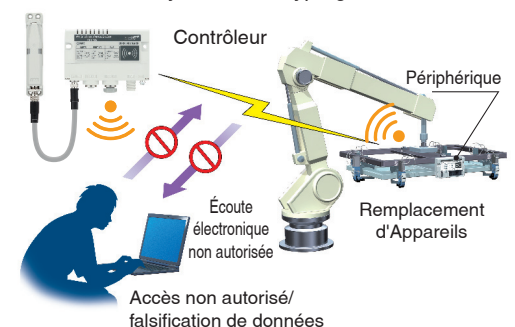 Contrôleur
Périphérique
Écoute
électronique
non autorisée
Remplacement
d'Appareils
Accès non autorisé/
falsification de données